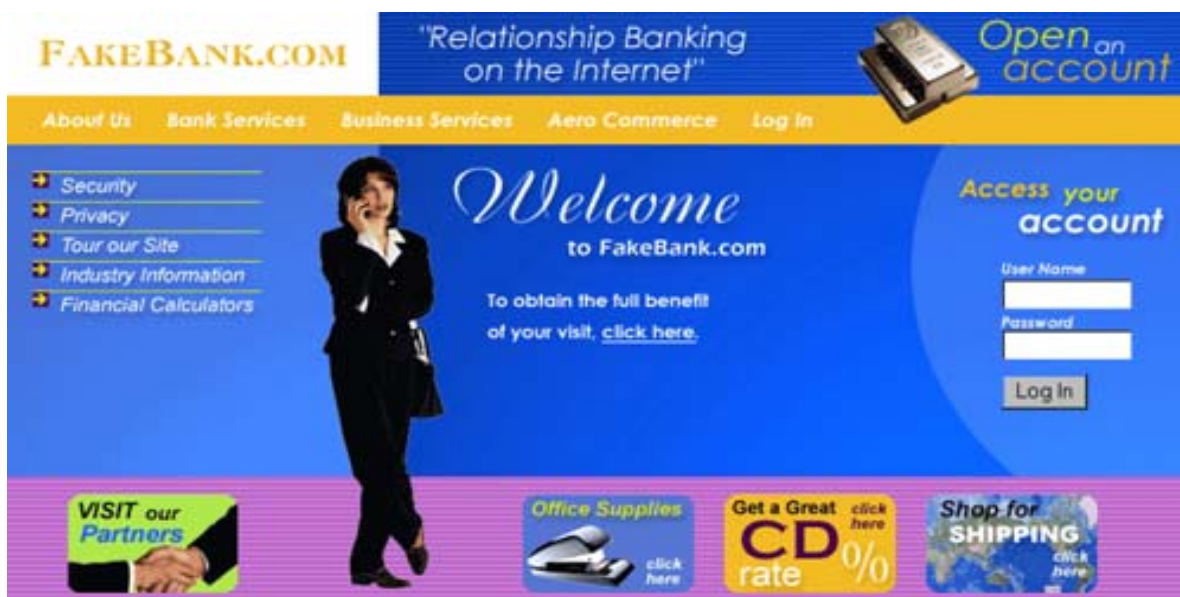 FAKEBANK.COM
"Relationship Banking
on the Internet"
Open an
account
About Us Bank Services Business Services Aero Commerce Log In
Security
Privacy
Tour our Site
Industry Information
Financial Calculators
Welcome
to FakeBank.com
To obtain the full benefit
of your visit, click here.
Access your
account
User Name
Password
Log In
VISIT our
Partners
Office Supplies
click
here
Get a Great
click
here
CD
rate
%
Shop for
SHIPPING
click
here